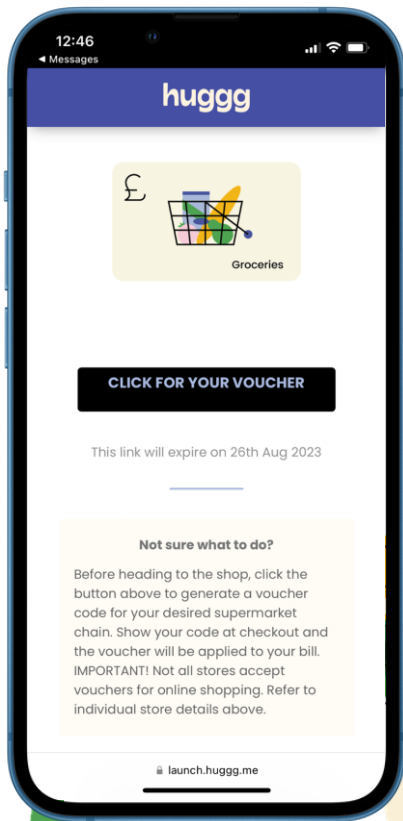 12:46
◀ Messages
huggg
£
Groceries
CLICK FOR YOUR VOUCHER
This link will expire on 26th Aug 2023
Not sure what to do?
Before heading to the shop, click the
button above to generate a voucher
code for your desired supermarket
chain. Show your code at checkout and
the voucher will be applied to your bill.
IMPORTANT! Not all stores accept
vouchers for online shopping. Refer to
individual store details above.
launch.huggg.me